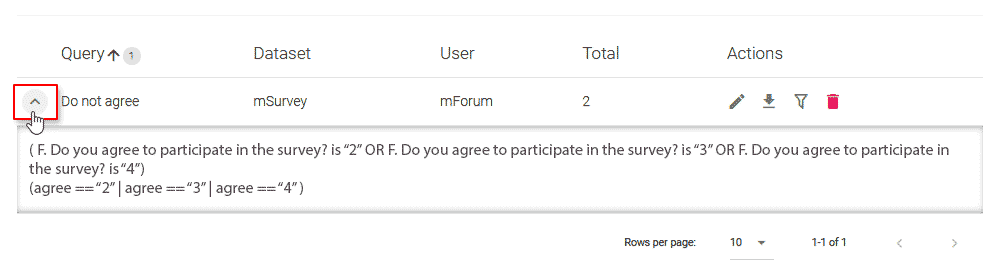 Query 1 Dataset User Total Actions
Do not agree mSurvey mForum 2
( F. Do you agree to participate in the survey? is “2” OR F. Do you agree to participate in the survey? is “3” OR F. Do you agree to participate in
the survey? is “4”)
(agree ==“2” | agree ==“3” | agree ==“4” )
Rows per page: 10 1-1 of 1